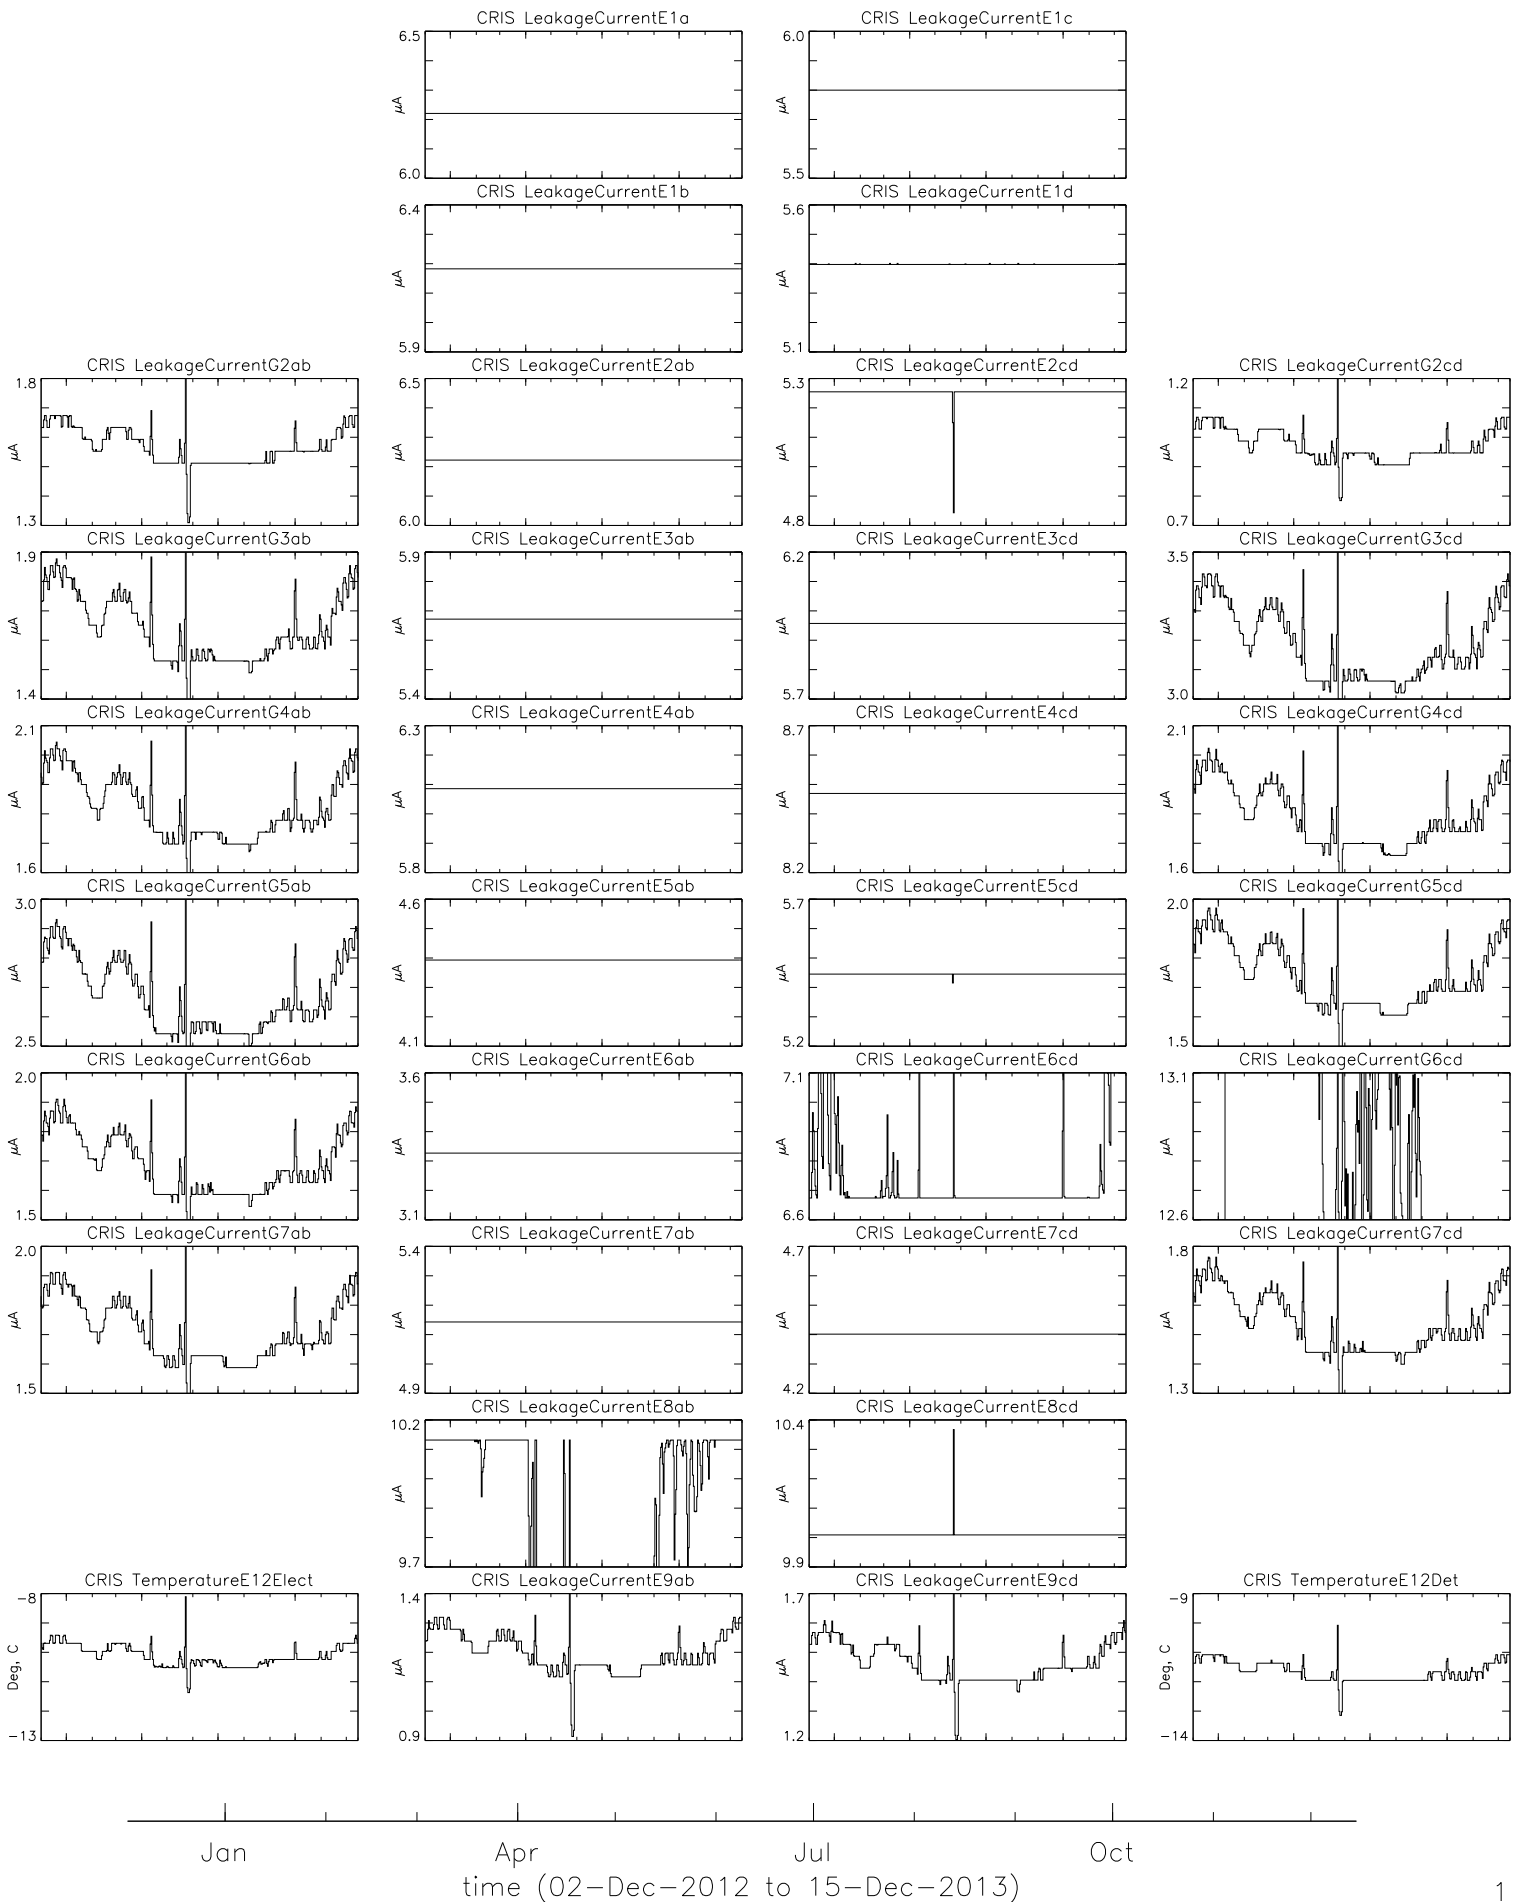 CRIS LeakageCurrentE1a
6.5
μA
6.0
CRIS LeakageCurrentE1c
6.0
μA
5.5
CRIS LeakageCurrentE1b
6.4
μA
5.9
CRIS LeakageCurrentE1d
5.6
μA
5.1
CRIS LeakageCurrentG2ab
1.8
μA
1.3
CRIS LeakageCurrentE2ab
6.5
μA
6.0
CRIS LeakageCurrentE2cd
5.3
μA
4.8
CRIS LeakageCurrentG2cd
1.2
μA
0.7
CRIS LeakageCurrentG3ab
1.9
μA
1.4
CRIS LeakageCurrentE3ab
5.9
μA
5.4
CRIS LeakageCurrentE3cd
6.2
μA
5.7
CRIS LeakageCurrentG3cd
3.5
μA
3.0
CRIS LeakageCurrentG4ab
2.1
μA
1.6
CRIS LeakageCurrentE4ab
6.3
μA
5.8
CRIS LeakageCurrentE4cd
8.7
μA
8.2
CRIS LeakageCurrentG4cd
2.1
μA
1.6
CRIS LeakageCurrentG5ab
3.0
μA
2.5
CRIS LeakageCurrentE5ab
4.6
μA
4.1
CRIS LeakageCurrentE5cd
5.7
μA
5.2
CRIS LeakageCurrentG5cd
2.0
μA
1.5
CRIS LeakageCurrentG6ab
2.0
μA
1.5
CRIS LeakageCurrentE6ab
3.6
μA
3.1
CRIS LeakageCurrentE6cd
7.1
μA
6.6
CRIS LeakageCurrentG6cd
13.1
μA
12.6
CRIS LeakageCurrentG7ab
2.0
μA
1.5
CRIS LeakageCurrentE7ab
5.4
μA
4.9
CRIS LeakageCurrentE7cd
4.7
μA
4.2
CRIS LeakageCurrentG7cd
1.8
μA
1.3
CRIS LeakageCurrentE8ab
10.2
μA
9.7
CRIS LeakageCurrentE8cd
10.4
μA
9.9
CRIS TemperatureE12Elect
−8
Deg, C
−13
CRIS LeakageCurrentE9ab
1.4
μA
0.9
CRIS LeakageCurrentE9cd
1.7
μA
1.2
CRIS TemperatureE12Det
−9
Deg, C
−14
Jan Apr Jul Oct
time (02−Dec−2012 to 15−Dec−2013)
1